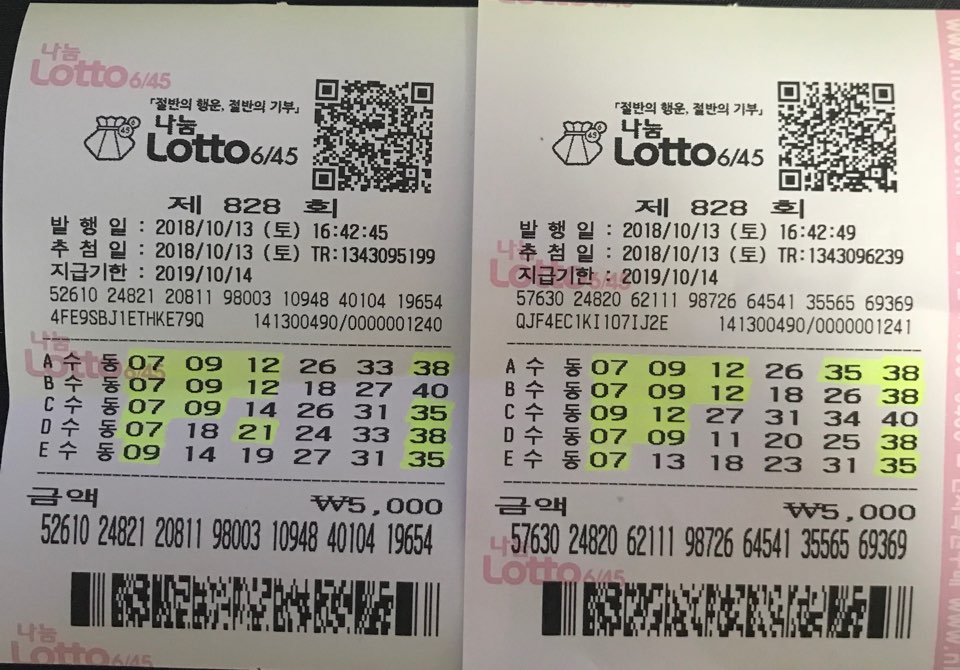 나눔
Lotto 6/45
「절반의 행운, 절반의 기부」
나눔
Lotto 6/45
제 828 회
발 행 일 : 2018/10/13 (토) 16:42:45
추 첨 일 : 2018/10/13 (토) TR:1343095199
지급기한 : 2019/10/14
52610 24821 20811 98003 10948 40104 19654
4FE9SBJ1ETHKE79Q 141300490/0000001240
나눔
Lotto 6/45
A 수 동 07 09 12 26 33 38
B 수 동 07 09 12 18 27 40
C 수 동 07 09 14 26 31 35
D 수 동 07 18 21 24 33 38
E 수 동 09 14 19 27 31 35
금액 ₩5,000
52610 24821 20811 98003 10948 40104 19654
나눔
Lotto 6/45
「절반의 행운, 절반의 기부」
나눔
Lotto 6/45
제 828 회
발 행 일 : 2018/10/13 (토) 16:42:49
추 첨 일 : 2018/10/13 (토) TR:1343096239
지급기한 : 2019/10/14
나눔
Lotto 6/45
57630 24820 62111 98726 64541 35565 69369
QJF4EC1KI107IJ2E 141300490/0000001241
A 수 동 07 09 12 26 35 38
B 수 동 07 09 12 18 26 38
C 수 동 09 12 27 31 34 40
D 수 동 07 09 11 20 25 38
E 수 동 07 13 18 23 31 35
금액 ₩5,000
57630 24820 62111 98726 64541 35565 69369
나눔
Lotto 6/45